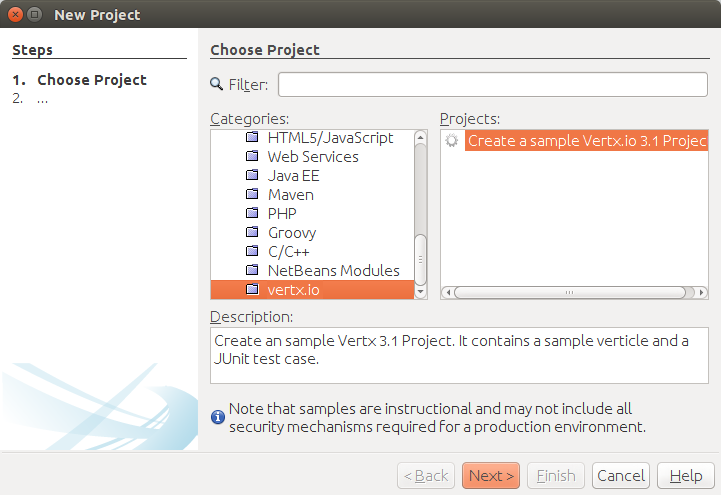 New Project
Steps
1. Choose Project
2. ...
Choose Project
Filter:
Categories:
HTML5/JavaScript
Web Services
Java EE
Maven
PHP
Groovy
C/C++
NetBeans Modules
vertx.io
Projects:
Create a sample Vertx.io 3.1 Projec
Description:
Create an sample Vertx 3.1 Project. It contains a sample verticle and a
JUnit test case.
Note that samples are instructional and may not include all
security mechanisms required for a production environment.
< Back
Next >
Finish
Cancel
Help